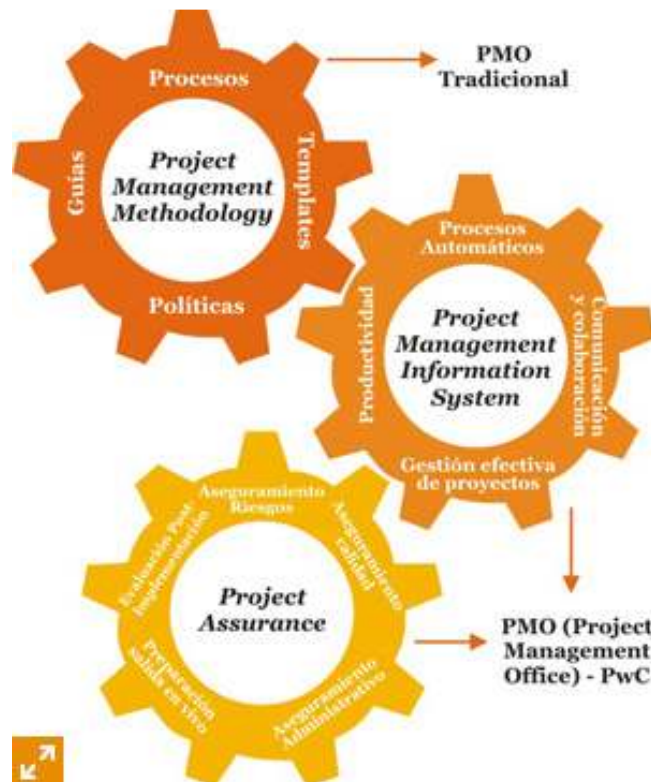 Procesos
Guías
Templates
Políticas
Project
Management
Methodology
PMO
Tradicional
Procesos
Automáticos
Productividad
Comunicación
y colaboración
Gestión efectiva
de proyectos
Project
Management
Information
System
Aseguramiento
Riesgos
Aseguramiento
calidad
Evaluación Post
Implementación
Preparación
salida en vivo
Aseguramiento
Administrativo
Project
Assurance
PMO (Project
Management
Office) - PwC